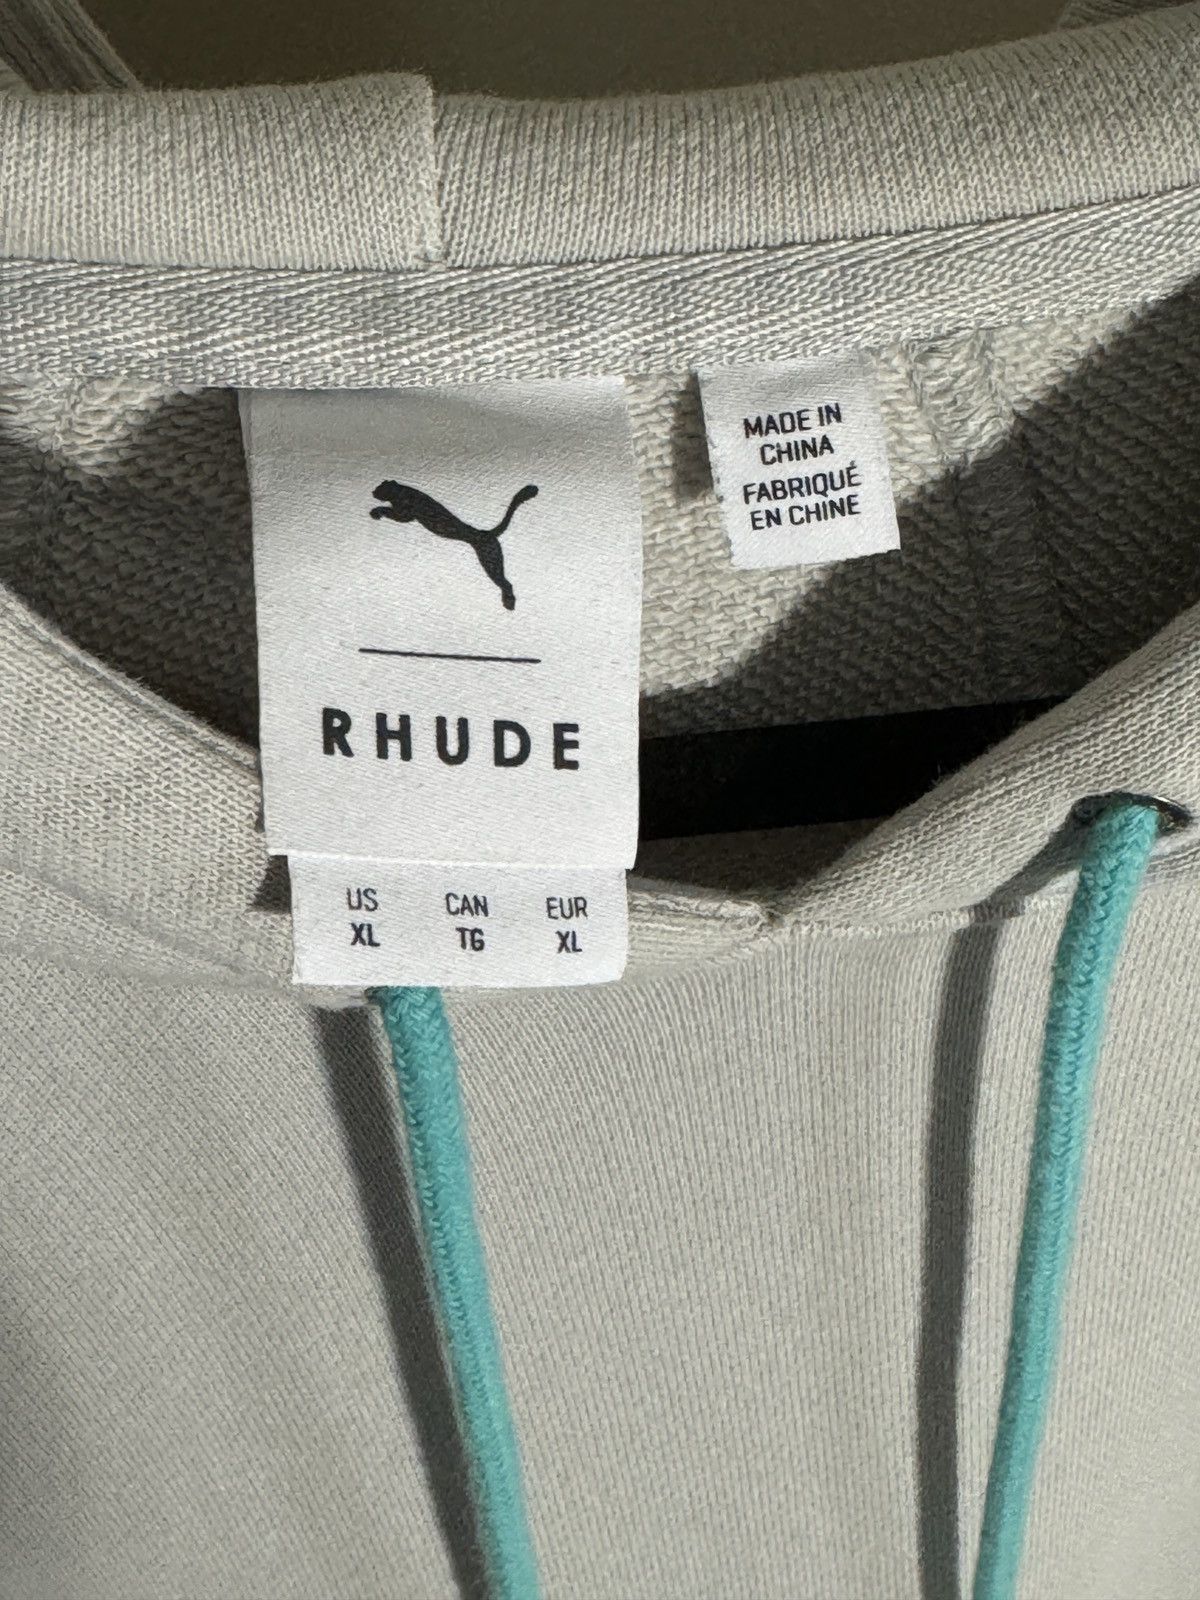 MADE IN
CHINA
FABRIQUÉ
EN CHINE
RHUDE
US CAN EUR
XL TG XL